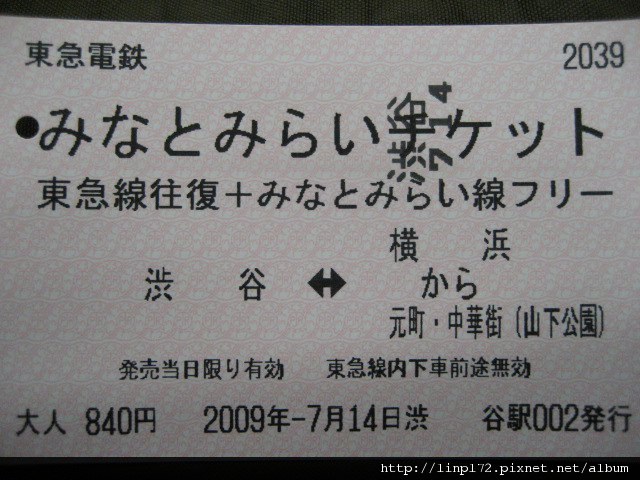 東急電鉄 2039
●みなとみらいチケット
渋谷 714
東急線往復＋みなとみらい線フリー
横 浜
渋 谷 ↔ から
元町・中華街 (山下公園)
発売当日限り有効 東急線内下車前途無効
大人 840円 2009年-7月14日渋 谷駅002発行
http://linp172.pixnet.net/album